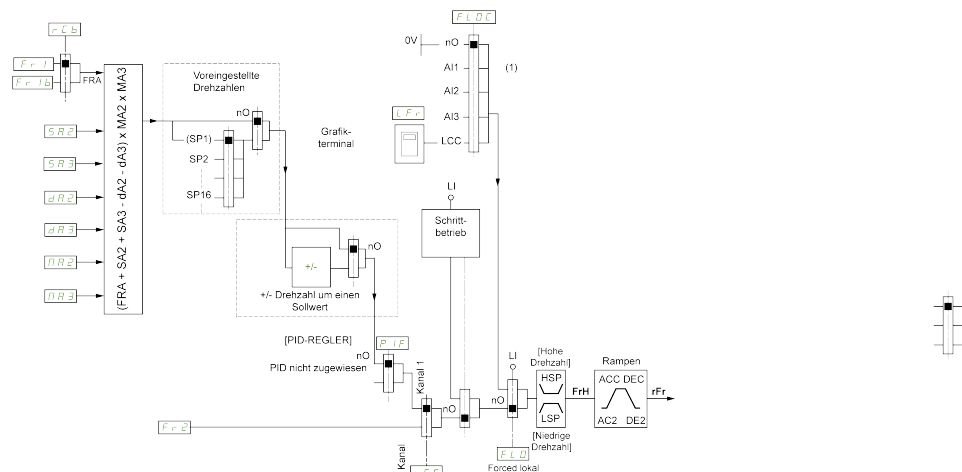 rCb
Fr1
Fr1b
FRA
SA2
SA3
dA2
dA3
MA2
MA3
(FRA + SA2 + SA3 - dA2 - dA3) x MA2 x MA3
Voreingestellte
Drehzahlen
nO
(SP1)
SP2
SP16
Grafik-
terminal
FLOC
0V
nO
AI1
AI2
AI3
LCC
(1)
LFr
LI
Schritt-
betrieb
+/-
nO
+/- Drehzahl um einen
Sollwert
[PID-REGLER]
PIF
nO
PID nicht zugewiesen
Kanal 1
nO
Fr2
Kanal
LI
nO
FLO
Forced lokal
[Hohe
Drehzahl]
HSP
LSP
[Niedrige
Drehzahl]
FrH
Rampen
ACC DEC
AC2 DE2
rFr